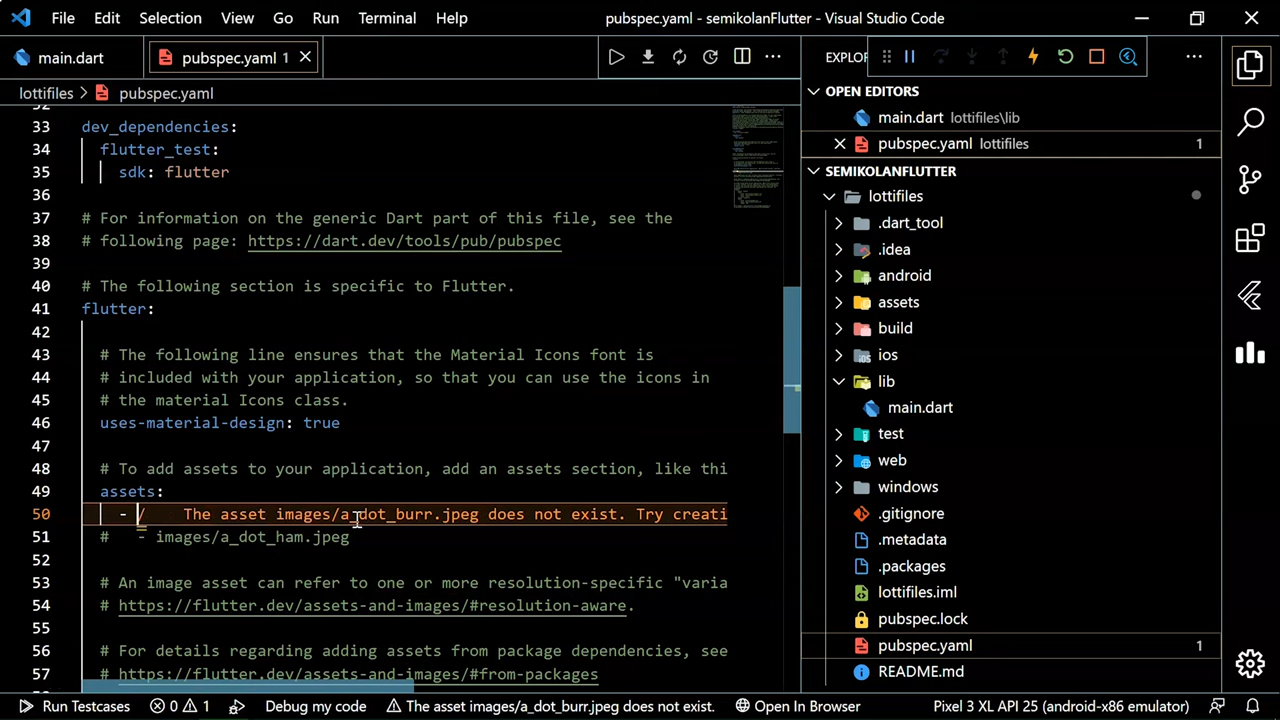 File Edit Selection View Go Run Terminal Help pubspec.yaml - semikolanFlutter - Visual Studio Code
main.dart pubspec.yaml 1 EXPLOR
lottifiles pubspec.yaml
33 dev_dependencies:
34 flutter_test:
35 sdk: flutter
37 # For information on the generic Dart part of this file, see the
38 # following page: https://dart.dev/tools/pub/pubspec
39
40 # The following section is specific to Flutter.
41 flutter:
42
43 # The following line ensures that the Material Icons font is
44 # included with your application, so that you can use the icons in
45 # the material Icons class.
46 uses-material-design: true
47
48 # To add assets to your application, add an assets section, like thi
49 assets:
50 - / The asset images/a_dot_burr.jpeg does not exist. Try creati
51 # - images/a_dot_ham.jpeg
52
53 # An image asset can refer to one or more resolution-specific "varia
54 # https://flutter.dev/assets-and-images/#resolution-aware.
55
56 # For details regarding adding assets from package dependencies, see
57 # https://flutter.dev/assets-and-images/#from-packages
OPEN EDITORS
main.dart lottifiles\lib
pubspec.yaml lottifiles 1
SEMIKOLANFLUTTER
lottifiles
.dart_tool
.idea
android
assets
build
ios
lib
main.dart
test
web
windows
.gitignore
.metadata
.packages
lottifiles.iml
pubspec.lock
pubspec.yaml 1
README.md
Run Testcases 0 1 Debug my code The asset images/a_dot_burr.jpeg does not exist. Open In Browser Pixel 3 XL API 25 (android-x86 emulator)